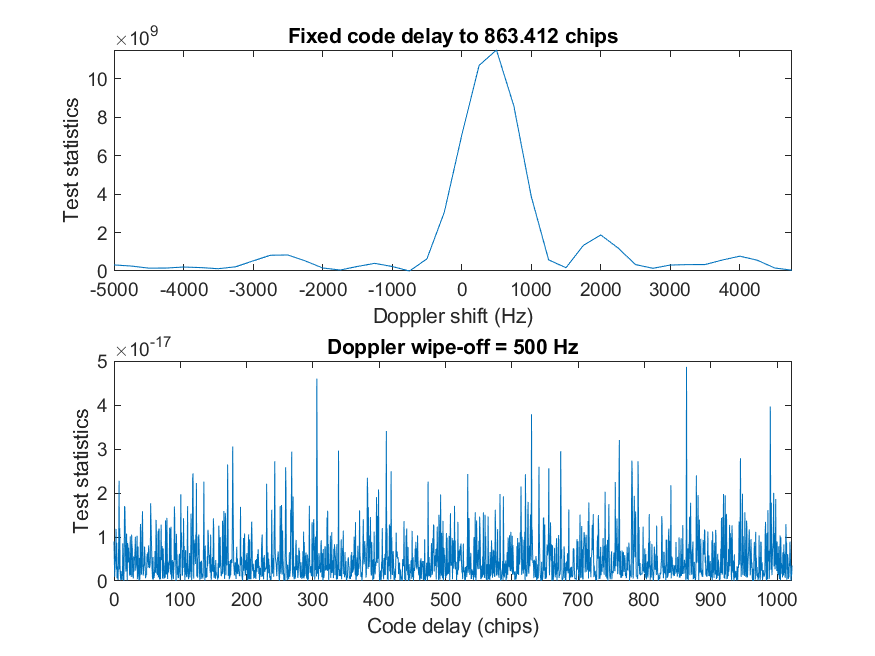 ×10^9
Fixed code delay to 863.412 chips
10
8
6
4
2
0
Test statistics
-5000 -4000 -3000 -2000 -1000 0 1000 2000 3000 4000
Doppler shift (Hz)
×10^-17
Doppler wipe-off = 500 Hz
5
4
3
2
1
0
Test statistics
0 100 200 300 400 500 600 700 800 900 1000
Code delay (chips)